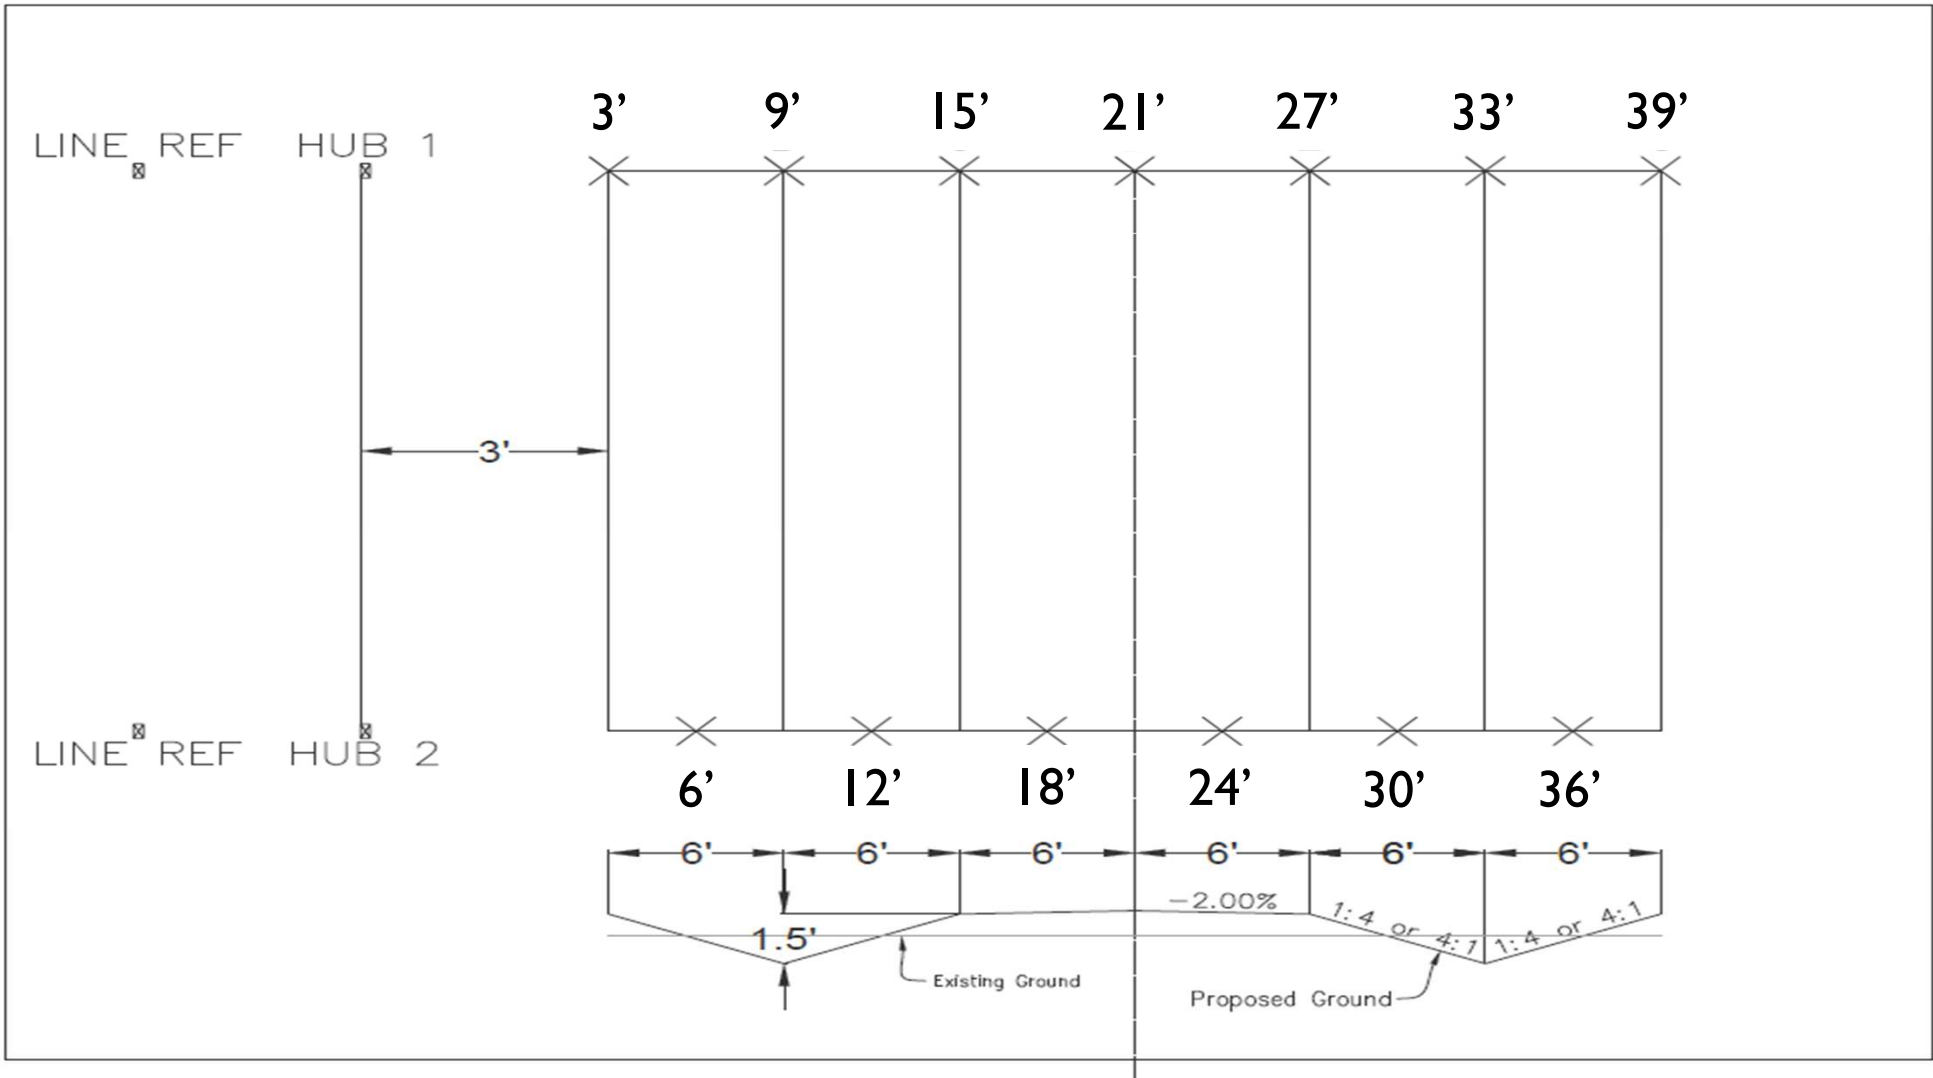 3’ 9’ 15’ 21’ 27’ 33’ 39’
LINE REF HUB 1
3'
LINE REF HUB 2
6’ 12’ 18’ 24’ 30’ 36’
6' 6' 6' 6' 6' 6'
-2.00%
1:4 or 4:1 1:4 or 4:1
1.5'
Existing Ground
Proposed Ground